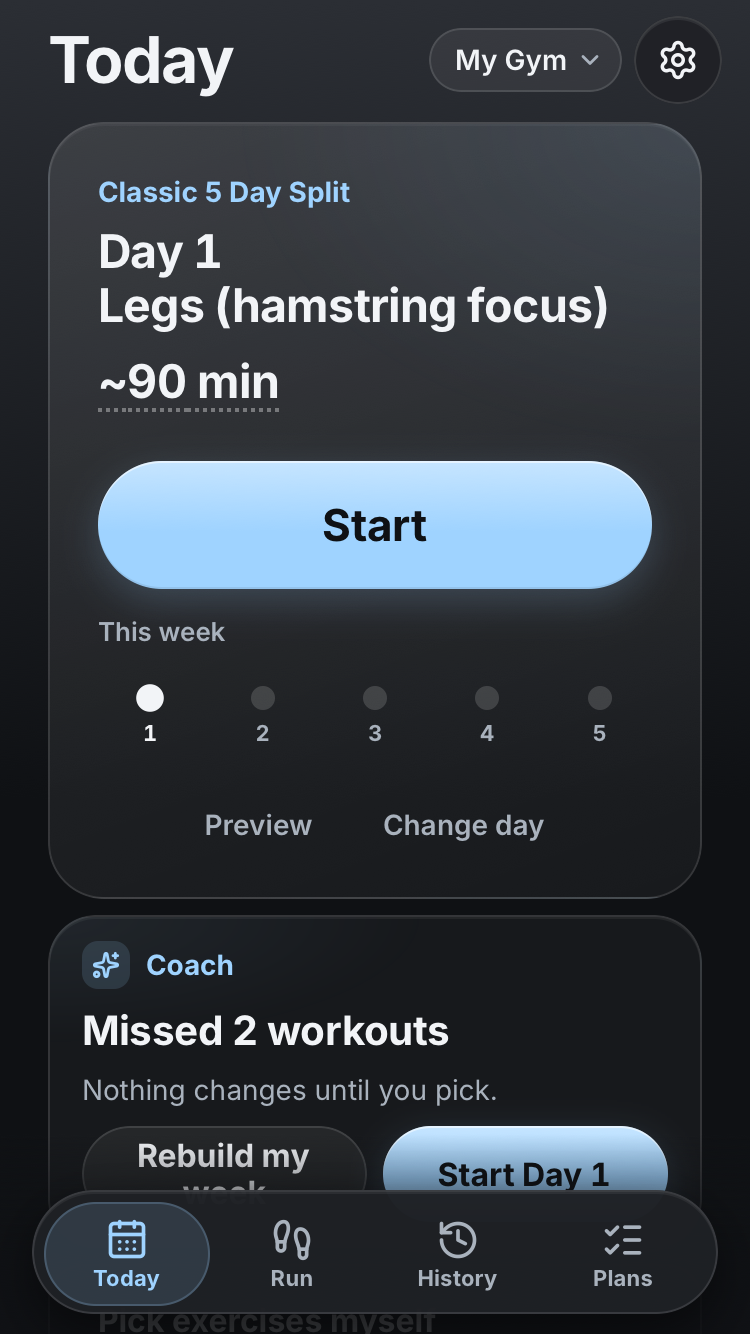 Today
My Gym
Classic 5 Day Split
Day 1
Legs (hamstring focus)
~90 min
Start
This week
1 2 3 4 5
Preview Change day
Coach
Missed 2 workouts
Nothing changes until you pick.
Rebuild my
week
Start Day 1
Today Run History Plans
Pick exercises myself